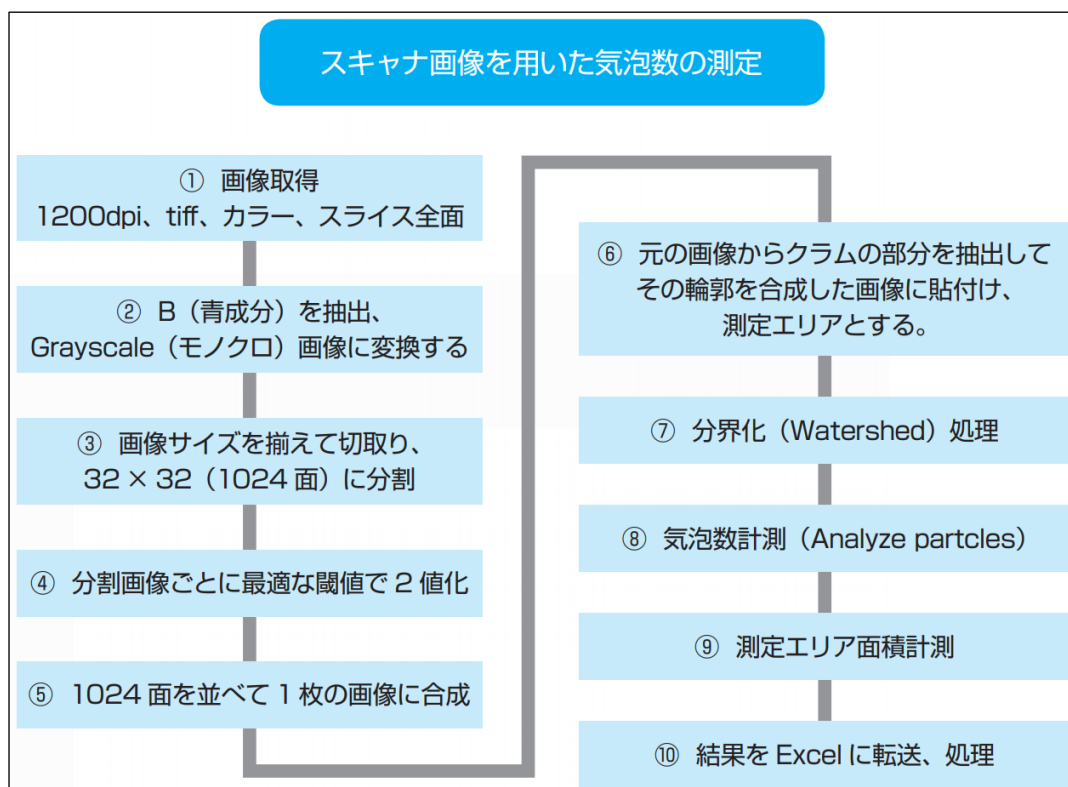 スキャナ画像を用いた気泡数の測定
① 画像取得
1200dpi、tiff、カラー、スライス全面
② B（青成分）を抽出、
Grayscale（モノクロ）画像に変換する
③ 画像サイズを揃えて切取り、
32 × 32（1024 面）に分割
④ 分割画像ごとに最適な閾値で 2 値化
⑤ 1024 面を並べて 1 枚の画像に合成
⑥ 元の画像からクラムの部分を抽出して
その輪郭を合成した画像に貼付け、
測定エリアとする。
⑦ 分界化（Watershed）処理
⑧ 気泡数計測（Analyze partcles）
⑨ 測定エリア面積計測
⑩ 結果を Excel に転送、処理